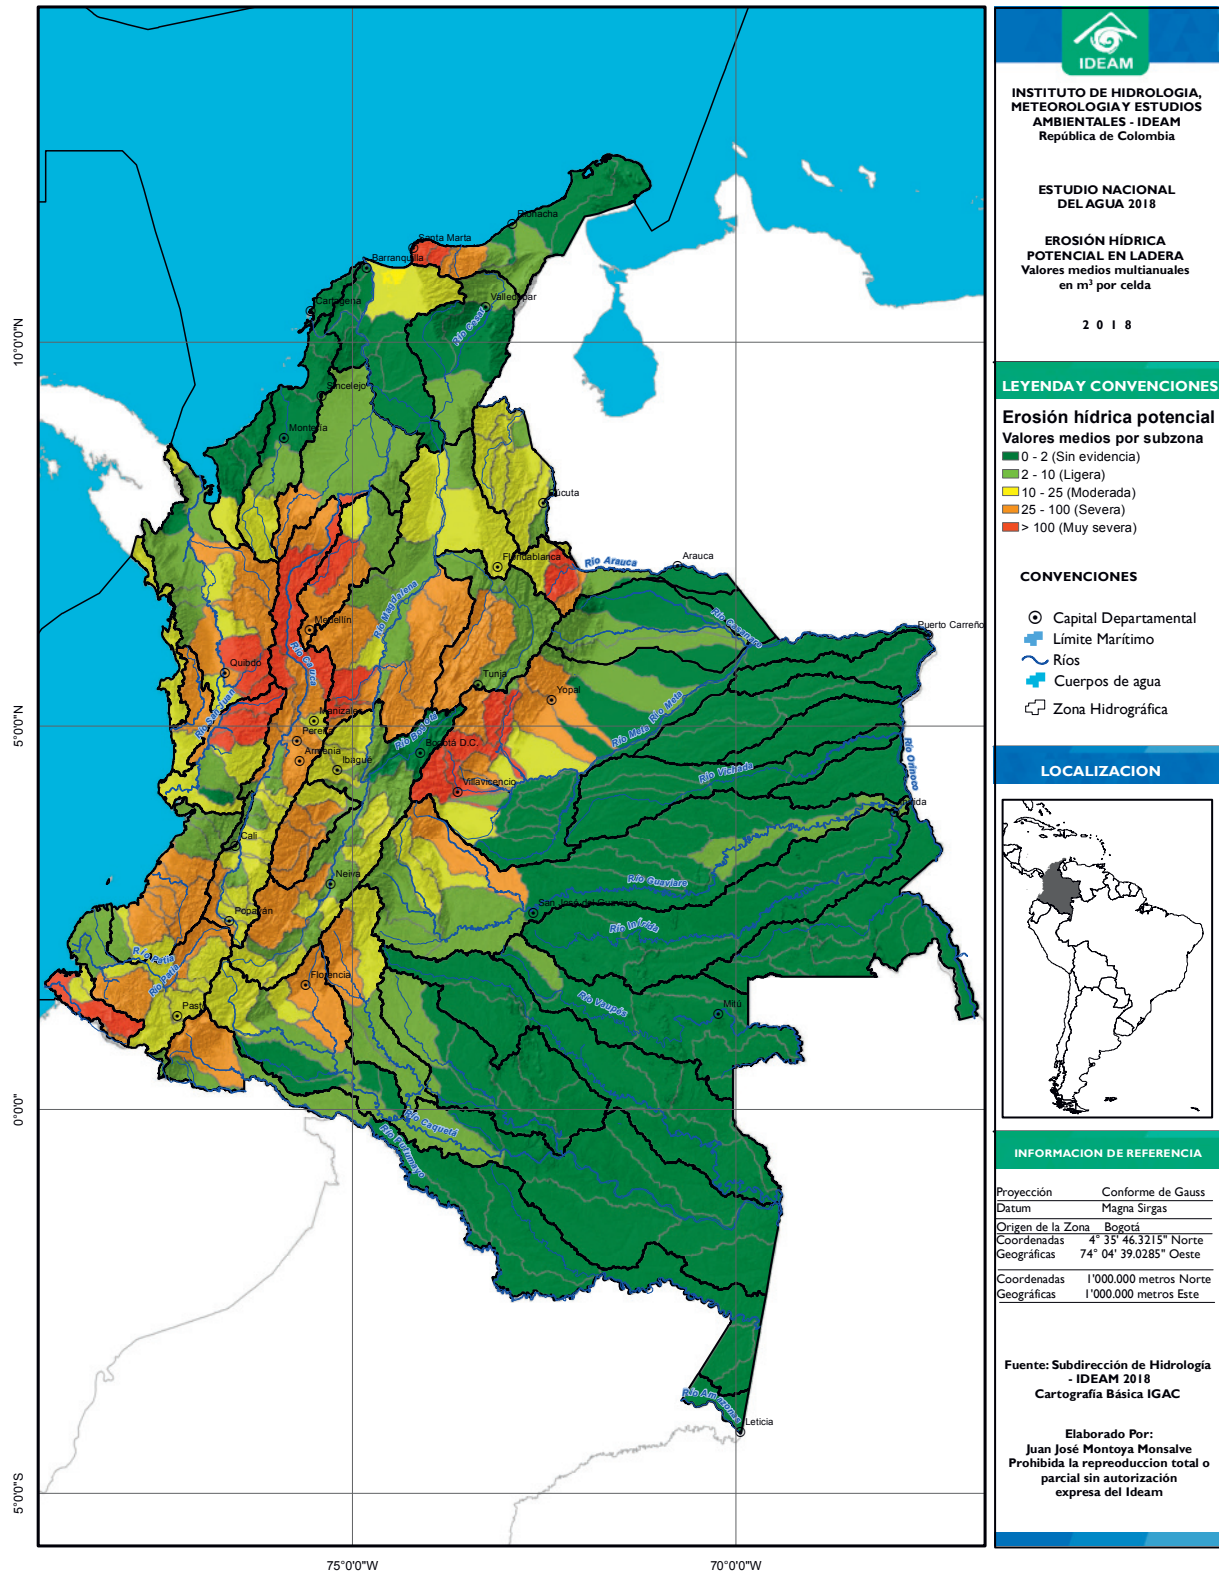 10°0'0"N
5°0'0"N
0°0'0"
5°0'0"S
75°0'0"W
70°0'0"W
Riohacha
Santa Marta
Barranquilla
Cartagena
Valledupar
Río Cesar
Sincelejo
Montería
Cúcuta
Floridablanca
Río Arauca
Arauca
Río Magdalena
Río Casanare
Puerto Carreño
Medellín
Río Cauca
Quibdó
Río San Juan
Tunja
Yopal
Manizales
Pereira
Armenia
Ibagué
Río Bogotá
Bogotá D.C.
Río Meta
Río Meta
Río Orinoco
Villavicencio
Río Vichada
Inírida
Cali
Neiva
Río Guaviare
San José del Guaviare
Río Inírida
Popayán
Río Patía
Río Patía
Florencia
Pasto
Río Vaupés
Mitú
Río Caquetá
Río Putumayo
Río Amazonas
Leticia
IDEAM
INSTITUTO DE HIDROLOGIA,
METEOROLOGIA Y ESTUDIOS
AMBIENTALES - IDEAM
República de Colombia
ESTUDIO NACIONAL
DEL AGUA 2018
EROSIÓN HÍDRICA
POTENCIAL EN LADERA
Valores medios multianuales
en m³ por celda
2 0 1 8
LEYENDA Y CONVENCIONES
Erosión hídrica potencial
Valores medios por subzona
0 - 2 (Sin evidencia)
2 - 10 (Ligera)
10 - 25 (Moderada)
25 - 100 (Severa)
> 100 (Muy severa)
CONVENCIONES
Capital Departamental
Límite Marítimo
Ríos
Cuerpos de agua
Zona Hidrográfica
LOCALIZACION
INFORMACION DE REFERENCIA
Proyección Conforme de Gauss
Datum Magna Sirgas
Origen de la Zona Bogotá
Coordenadas 4° 35' 46.3215" Norte
Geográficas 74° 04' 39.0285" Oeste
Coordenadas 1'000.000 metros Norte
Geográficas 1'000.000 metros Este
Fuente: Subdirección de Hidrología
- IDEAM 2018
Cartografía Básica IGAC
Elaborado Por:
Juan José Montoya Monsalve
Prohibida la repreoduccion total o
parcial sin autorización
expresa del Ideam